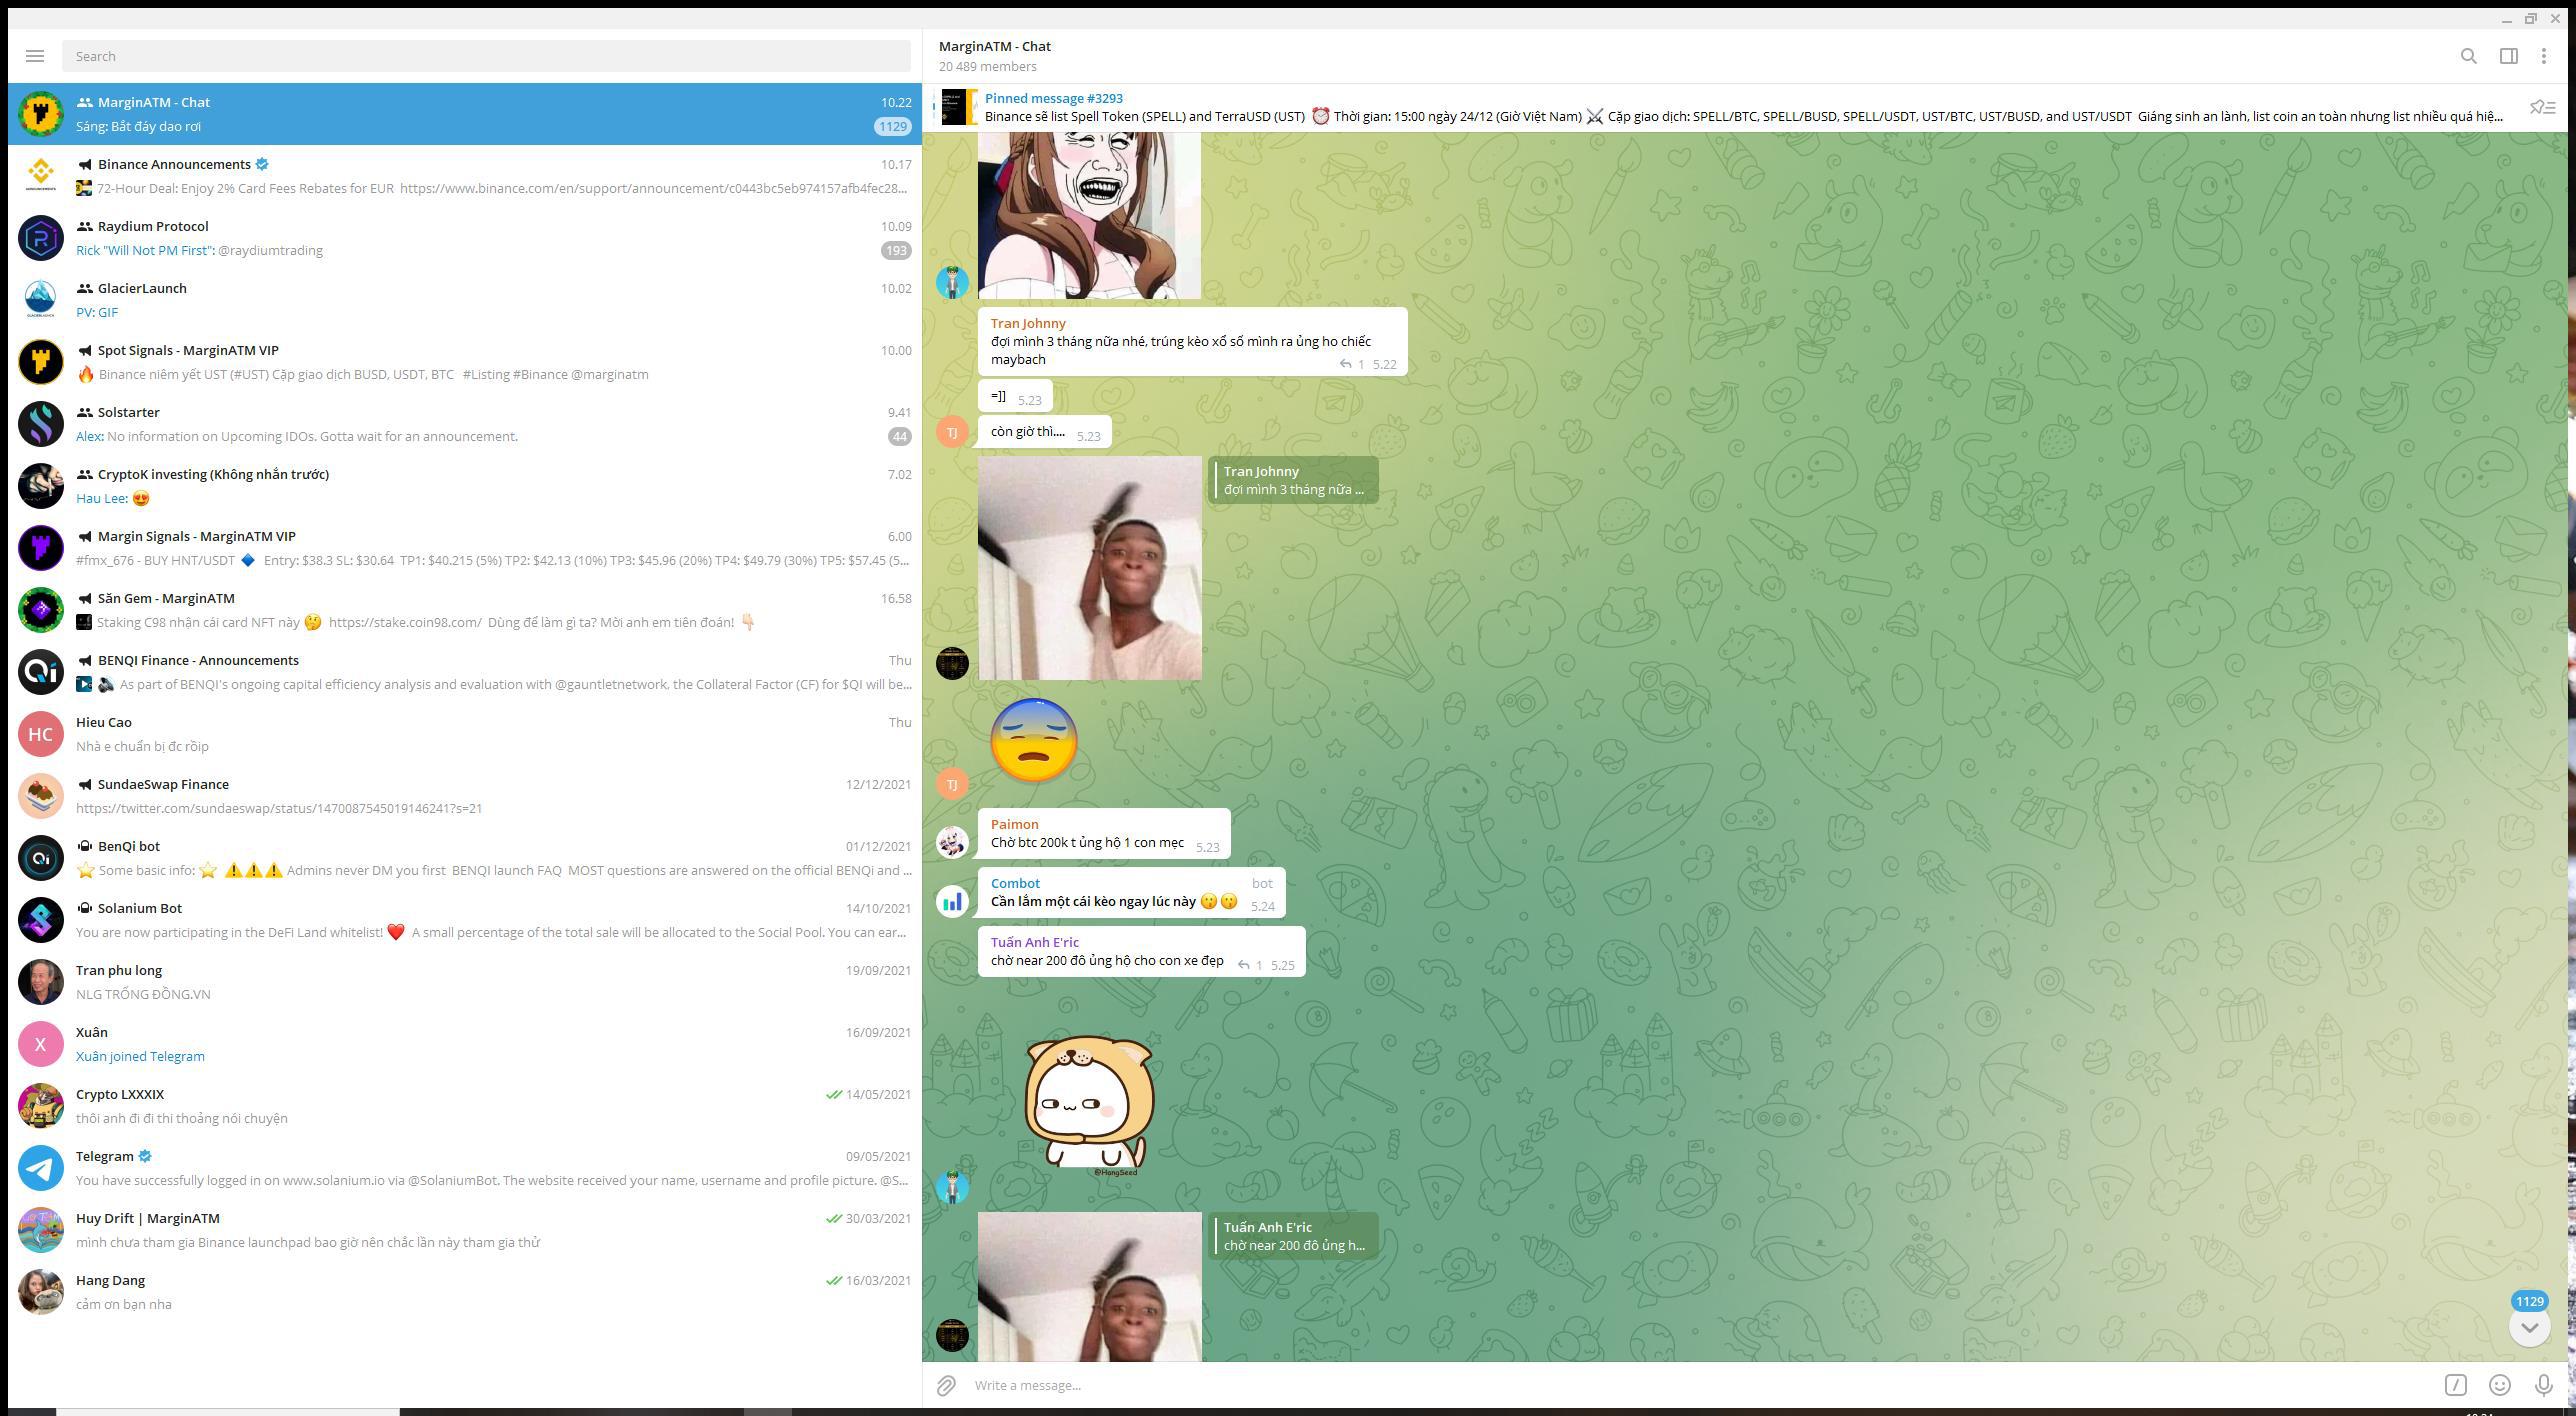 Search
MarginATM - Chat
10.22
Sáng: Bắt đáy dao rơi
1129
Binance Announcements
10.17
72-Hour Deal: Enjoy 2% Card Fees Rebates for EUR https://www.binance.com/en/support/announcement/c0443bc5eb974157afb4fec28...
Raydium Protocol
10.09
Rick "Will Not PM First": @raydiumtrading
193
GlacierLaunch
10.02
PV: GIF
Spot Signals - MarginATM VIP
10.00
🔥 Binance niêm yết UST (#UST) Cặp giao dịch BUSD, USDT, BTC #Listing #Binance @marginatm
Solstarter
9.41
Alex: No information on Upcoming IDOs. Gotta wait for an announcement.
44
CryptoK investing (Không nhắn trước)
7.02
Hau Lee: 😍
Margin Signals - MarginATM VIP
6.00
#fmx_676 - BUY HNT/USDT 🔷 Entry: $38.3 SL: $30.64 TP1: $40.215 (5%) TP2: $42.13 (10%) TP3: $45.96 (20%) TP4: $49.79 (30%) TP5: $57.45 (5...
Săn Gem - MarginATM
16.58
Staking C98 nhận cái card NFT này 🤔 https://stake.coin98.com/ Dùng để làm gì ta? Mời anh em tiên đoán! 👇🏻
BENQI Finance - Announcements
Thu
🔊 As part of BENQI's ongoing capital efficiency analysis and evaluation with @gauntletnetwork, the Collateral Factor (CF) for $QI will be...
HC
Hieu Cao
Thu
Nhà e chuẩn bị đc rồip
SundaeSwap Finance
12/12/2021
https://twitter.com/sundaeswap/status/1470087545019146241?s=21
BenQi bot
01/12/2021
⭐ Some basic info: ⭐ ⚠️⚠️⚠️ Admins never DM you first BENQI launch FAQ MOST questions are answered on the official BENQi and ...
Solanium Bot
14/10/2021
You are now participating in the DeFi Land whitelist! ❤️ A small percentage of the total sale will be allocated to the Social Pool. You can ear...
Tran phu long
19/09/2021
NLG TRỐNG ĐỒNG.VN
X
Xuân
16/09/2021
Xuân joined Telegram
Crypto LXXXIX
14/05/2021
thôi anh đi đi thi thoảng nói chuyện
Telegram
09/05/2021
You have successfully logged in on www.solanium.io via @SolaniumBot. The website received your name, username and profile picture. @S...
Huy Drift | MarginATM
30/03/2021
mình chưa tham gia Binance launchpad bao giờ nên chắc lần này tham gia thử
Hang Dang
16/03/2021
cảm ơn bạn nha
MarginATM - Chat
20 489 members
Pinned message #3293
Binance sẽ list Spell Token (SPELL) and TerraUSD (UST) ⏰ Thời gian: 15:00 ngày 24/12 (Giờ Việt Nam) ⚔️ Cặp giao dịch: SPELL/BTC, SPELL/BUSD, SPELL/USDT, UST/BTC, UST/BUSD, and UST/USDT Giáng sinh an lành, list coin an toàn nhưng list nhiều quá hiệ...
Tran Johnny
đợi mình 3 tháng nữa nhé, trúng kèo xổ số mình ra ủng ho chiếc
maybach
1 5.22
=]] 5.23
TJ
còn giờ thì.... 5.23
Tran Johnny
đợi mình 3 tháng nữa ...
TJ
Paimon
Chờ btc 200k t ủng hộ 1 con mẹc 5.23
Combot
bot
Cần lắm một cái kèo ngay lúc này 😗😗 5.24
Tuấn Anh E'ric
chờ near 200 đô ủng hộ cho con xe đẹp 1 5.25
@HangSeed
Tuấn Anh E'ric
chờ near 200 đô ủng h...
1129
Write a message...